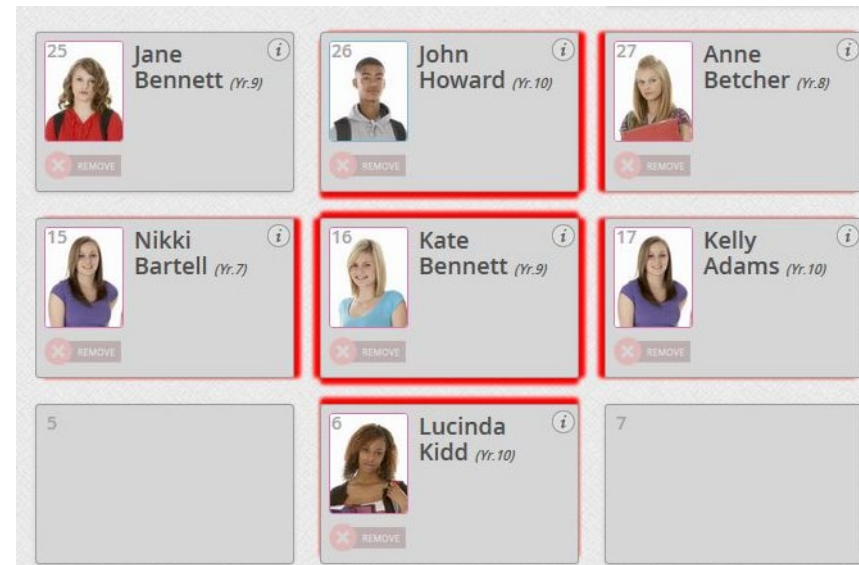 25 Jane i
Bennett (Yr.9)
REMOVE
26 John i
Howard (Yr.10)
REMOVE
27 Anne i
Betcher (Yr.8)
REMOVE
15 Nikki i
Bartell (Yr.7)
REMOVE
16 Kate i
Bennett (Yr.9)
REMOVE
17 Kelly i
Adams (Yr.10)
REMOVE
5
6 Lucinda i
Kidd (Yr.10)
REMOVE
7